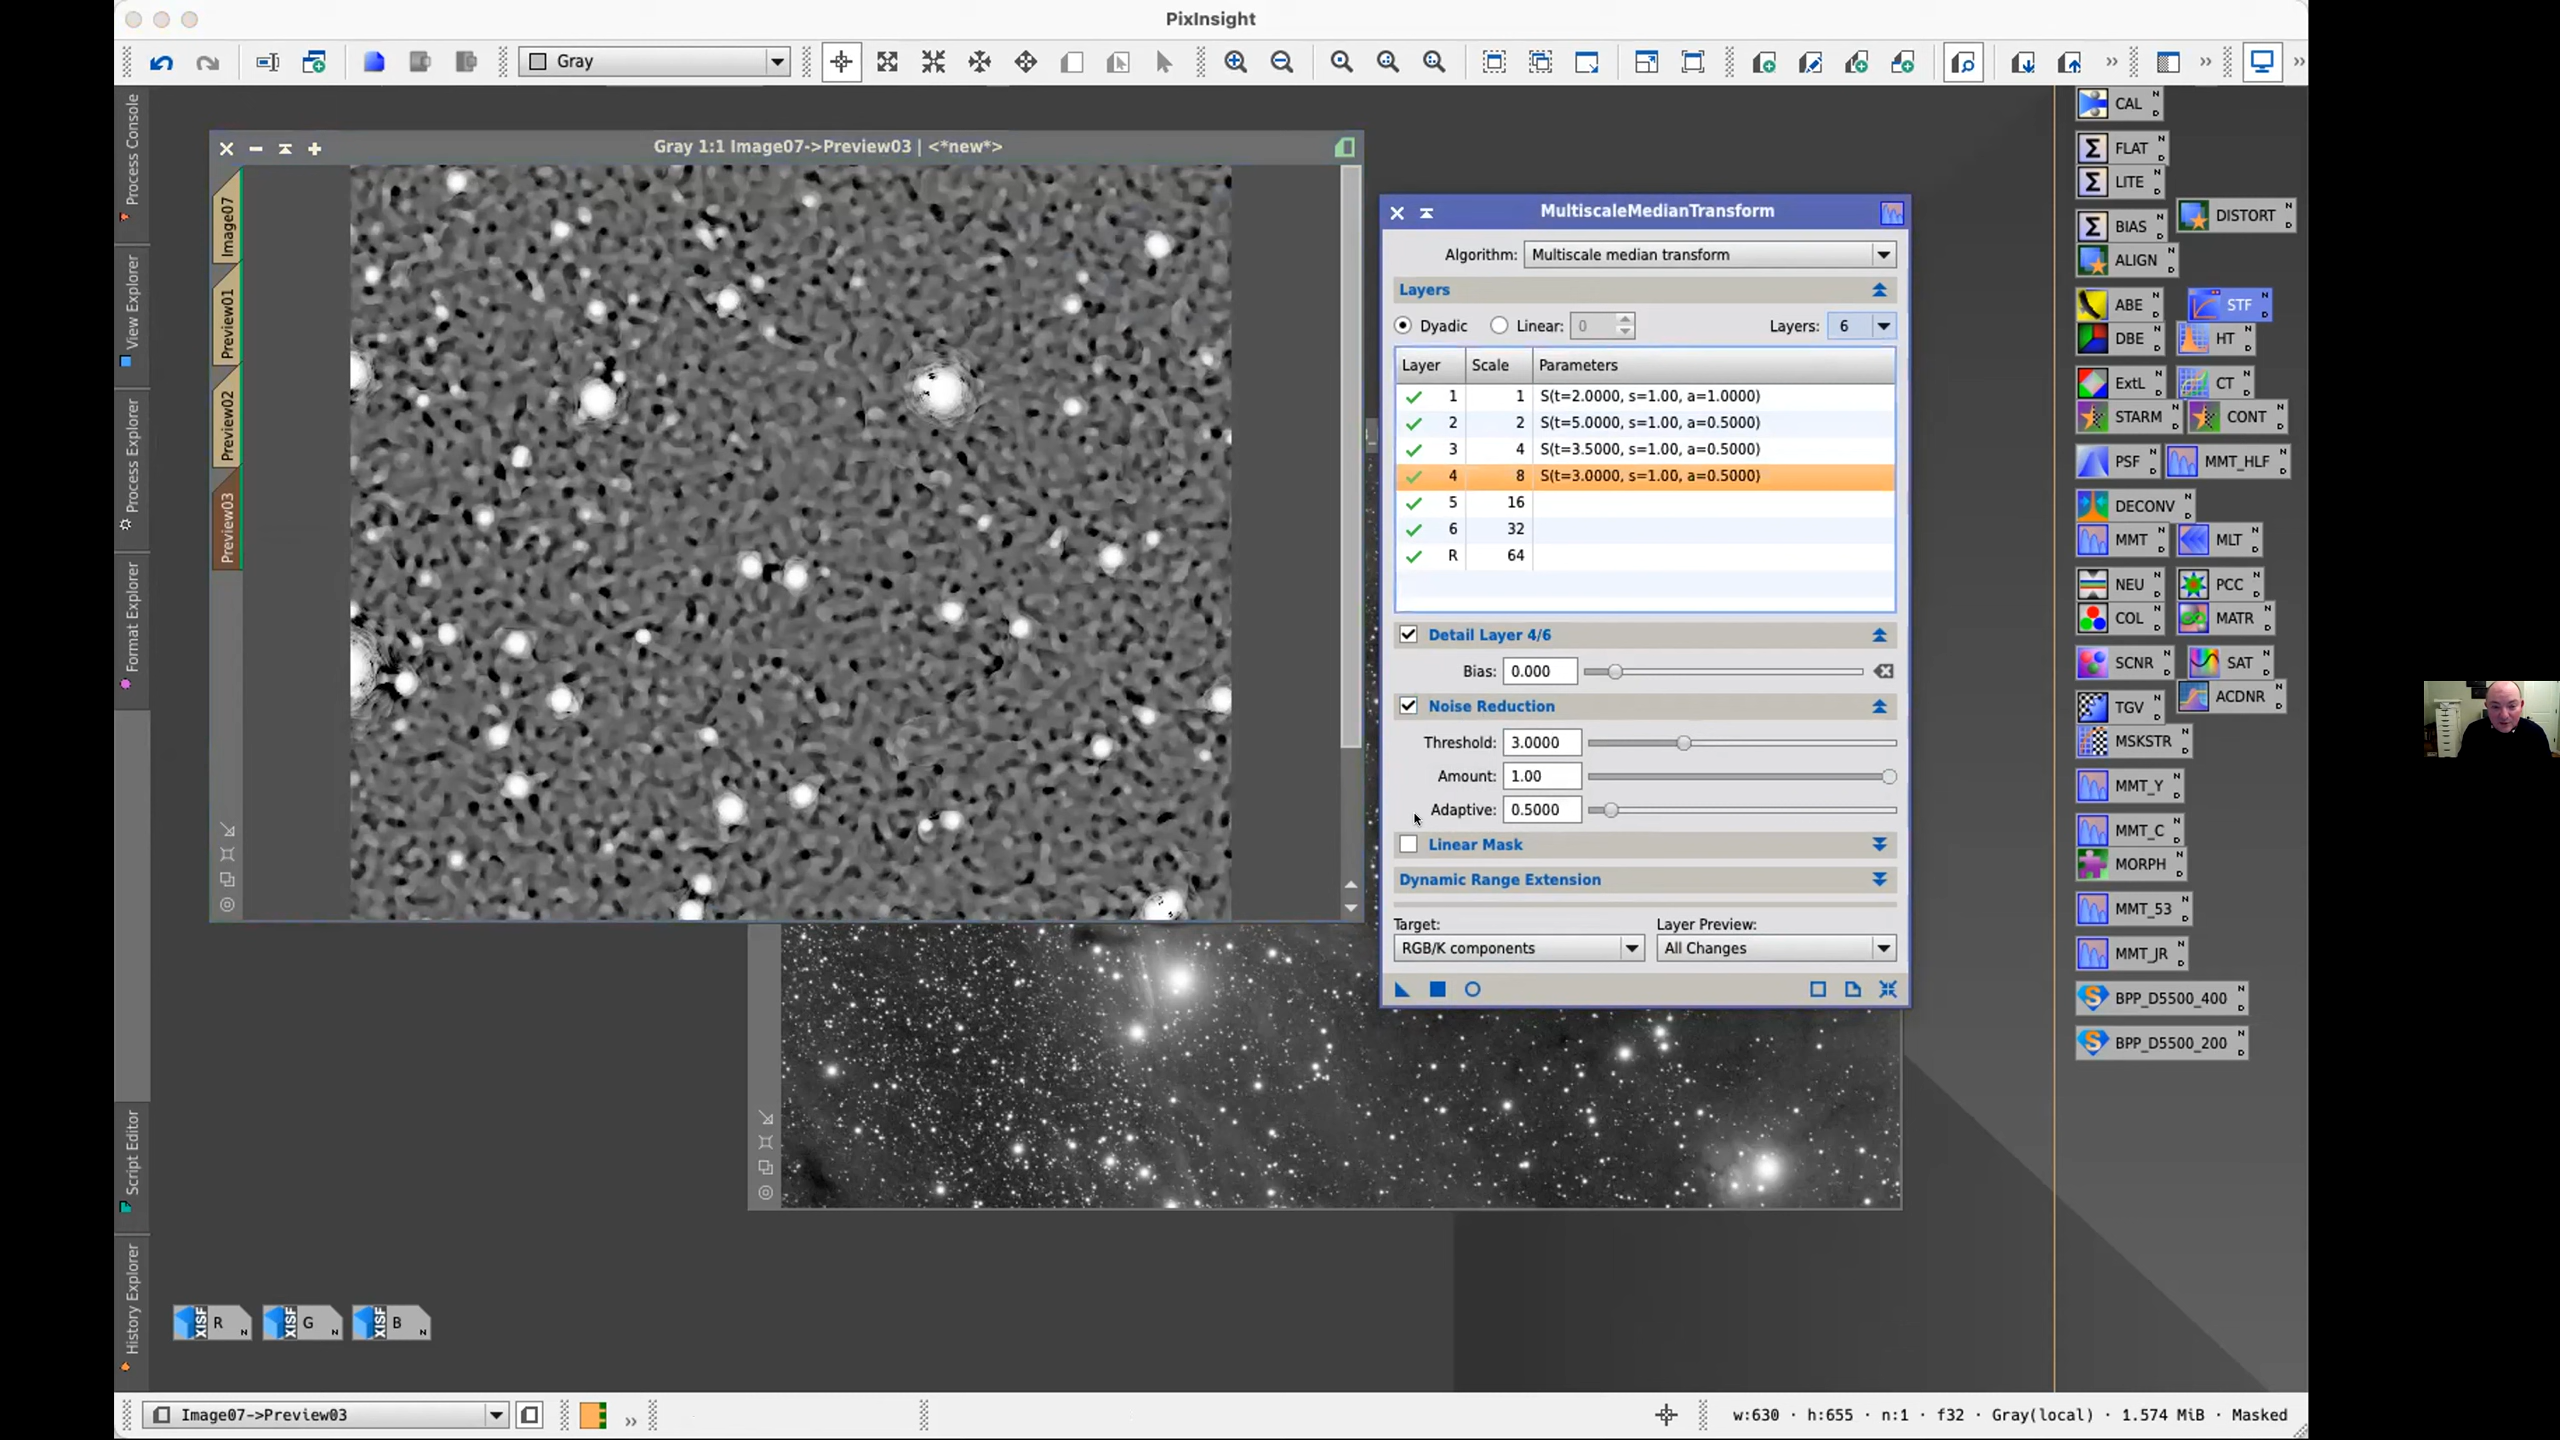 PixInsight
Gray
Process Console
View Explorer
Process Explorer
Format Explorer
Script Editor
History Explorer
Gray 1:1 Image07->Preview03 | <*new*>
Image07
Preview01
Preview02
Preview03
MultiscaleMedianTransform
Algorithm: Multiscale median transform
Layers
Dyadic Linear: 0 Layers: 6
Layer Scale Parameters
1 1 S(t=2.0000, s=1.00, a=1.0000)
2 2 S(t=5.0000, s=1.00, a=0.5000)
3 4 S(t=3.5000, s=1.00, a=0.5000)
4 8 S(t=3.0000, s=1.00, a=0.5000)
5 16
6 32
R 64
Detail Layer 4/6
Bias: 0.000
Noise Reduction
Threshold: 3.0000
Amount: 1.00
Adaptive: 0.5000
Linear Mask
Dynamic Range Extension
Target: Layer Preview:
RGB/K components All Changes
CAL N D
FLAT N D
LITE N D
BIAS N D DISTORT N D
ALIGN N D
ABE N D STF N D
DBE N D HT N D
ExtL N D CT N D
STARM N D CONT N D
PSF N D MMT_HLF N D
DECONV N D
MMT N D MLT N D
NEU N D PCC N D
COL N D MATR N D
SCNR N D SAT N D
ACDNR N D
TGV N D
MSKSTR N D
MMT_Y N D
MMT_C N D
MORPH N D
MMT_53 N D
MMT_JR N D
BPP_D5500_400 N D
BPP_D5500_200 N D
XISF R N XISF G N XISF B N
Image07->Preview03
w:630 · h:655 · n:1 · f32 · Gray(local) · 1.574 MiB · Masked